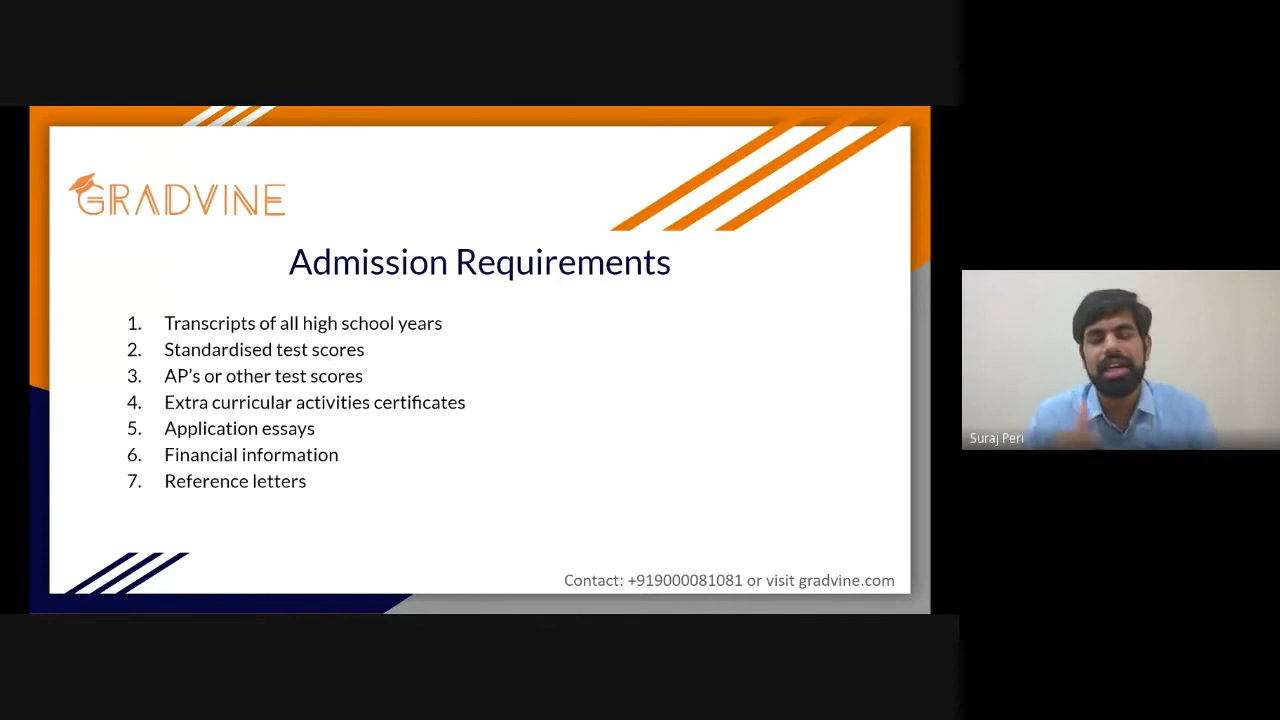 GRADVINE
Admission Requirements
1. Transcripts of all high school years
2. Standardised test scores
3. AP's or other test scores
4. Extra curricular activities certificates
5. Application essays
6. Financial information
7. Reference letters
Contact: +919000081081 or visit gradvine.com
Suraj Peri